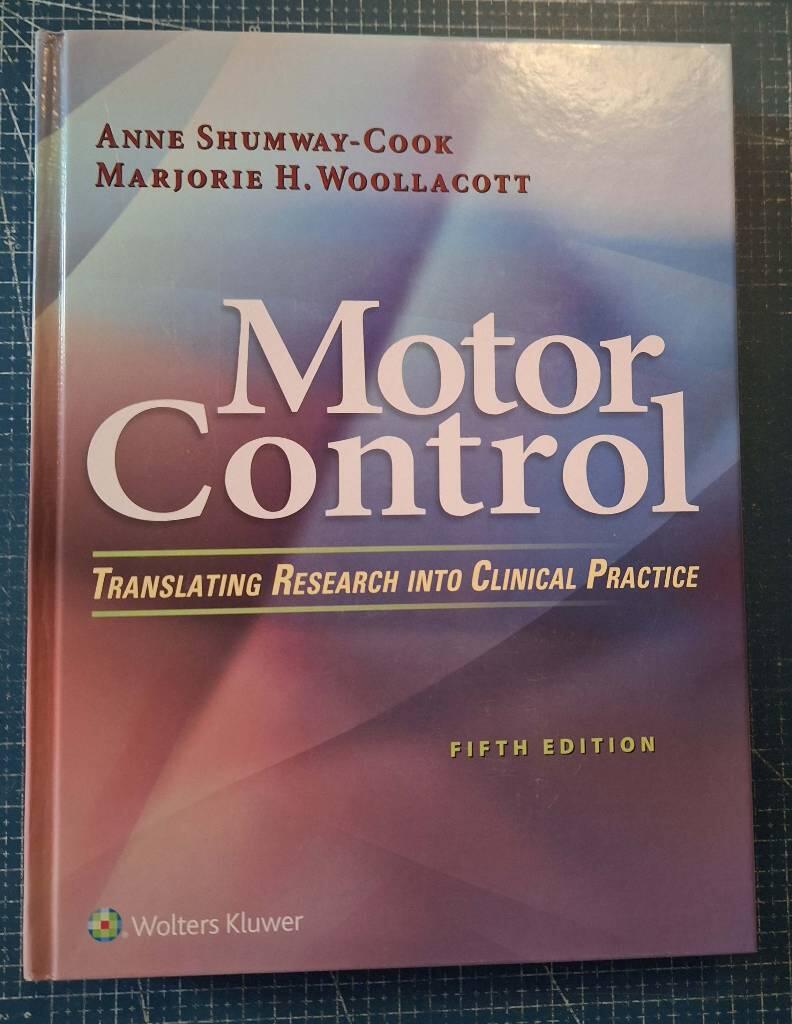 ANNE SHUMWAY-COOK
MARJORIE H. WOOLLACOTT
Motor
Control
TRANSLATING RESEARCH INTO CLINICAL PRACTICE
FIFTH EDITION
Wolters Kluwer